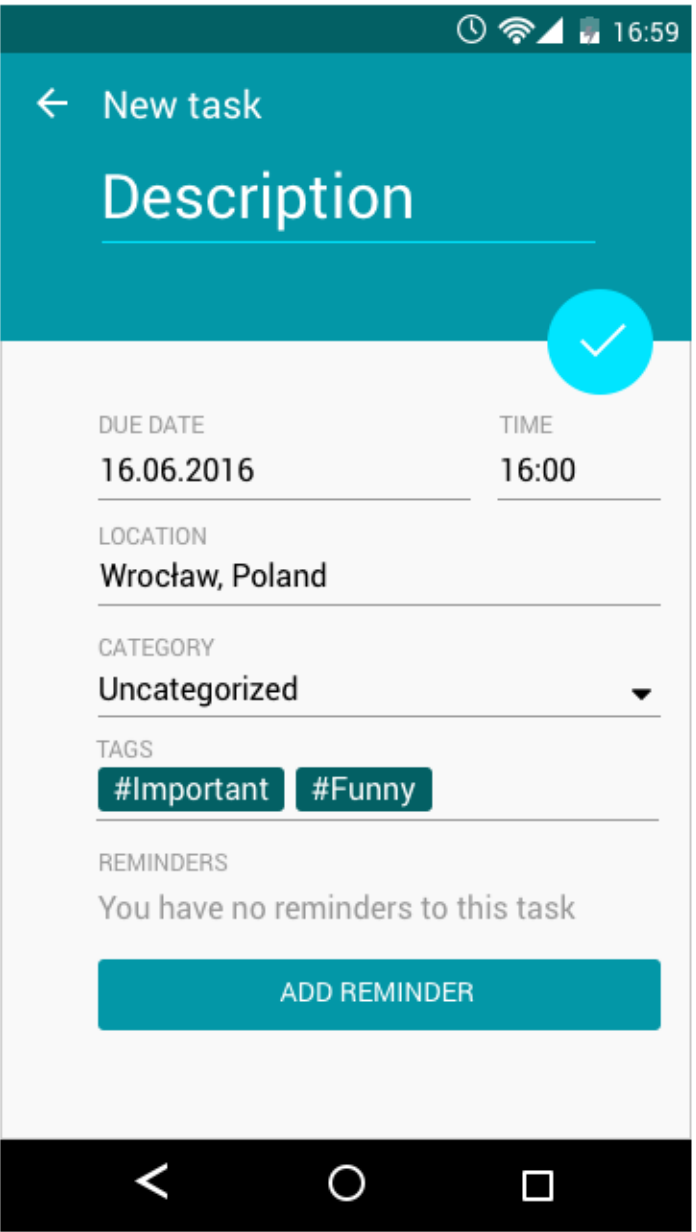 16:59
New task
Description
DUE DATE TIME
16.06.2016 16:00
LOCATION
Wrocław, Poland
CATEGORY
Uncategorized
TAGS
#Important #Funny
REMINDERS
You have no reminders to this task
ADD REMINDER